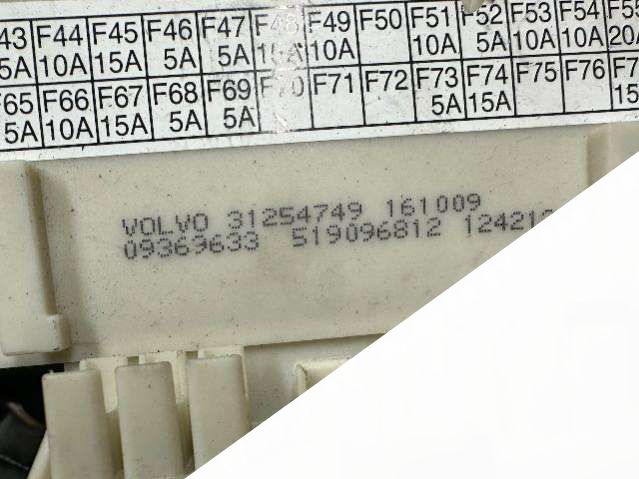 F44 F45 F46 F47 F49 F50 F51 F52 F53 F54
5A 10A 15A 5A 5A 10A 10A 5A 10A 10A
F66 F67 F68 F69 F70 F71 F72 F73 F74 F75 F76
5A 10A 15A 5A 5A 5A 15A
VOLVO 31254749 161009
09369633 519096812